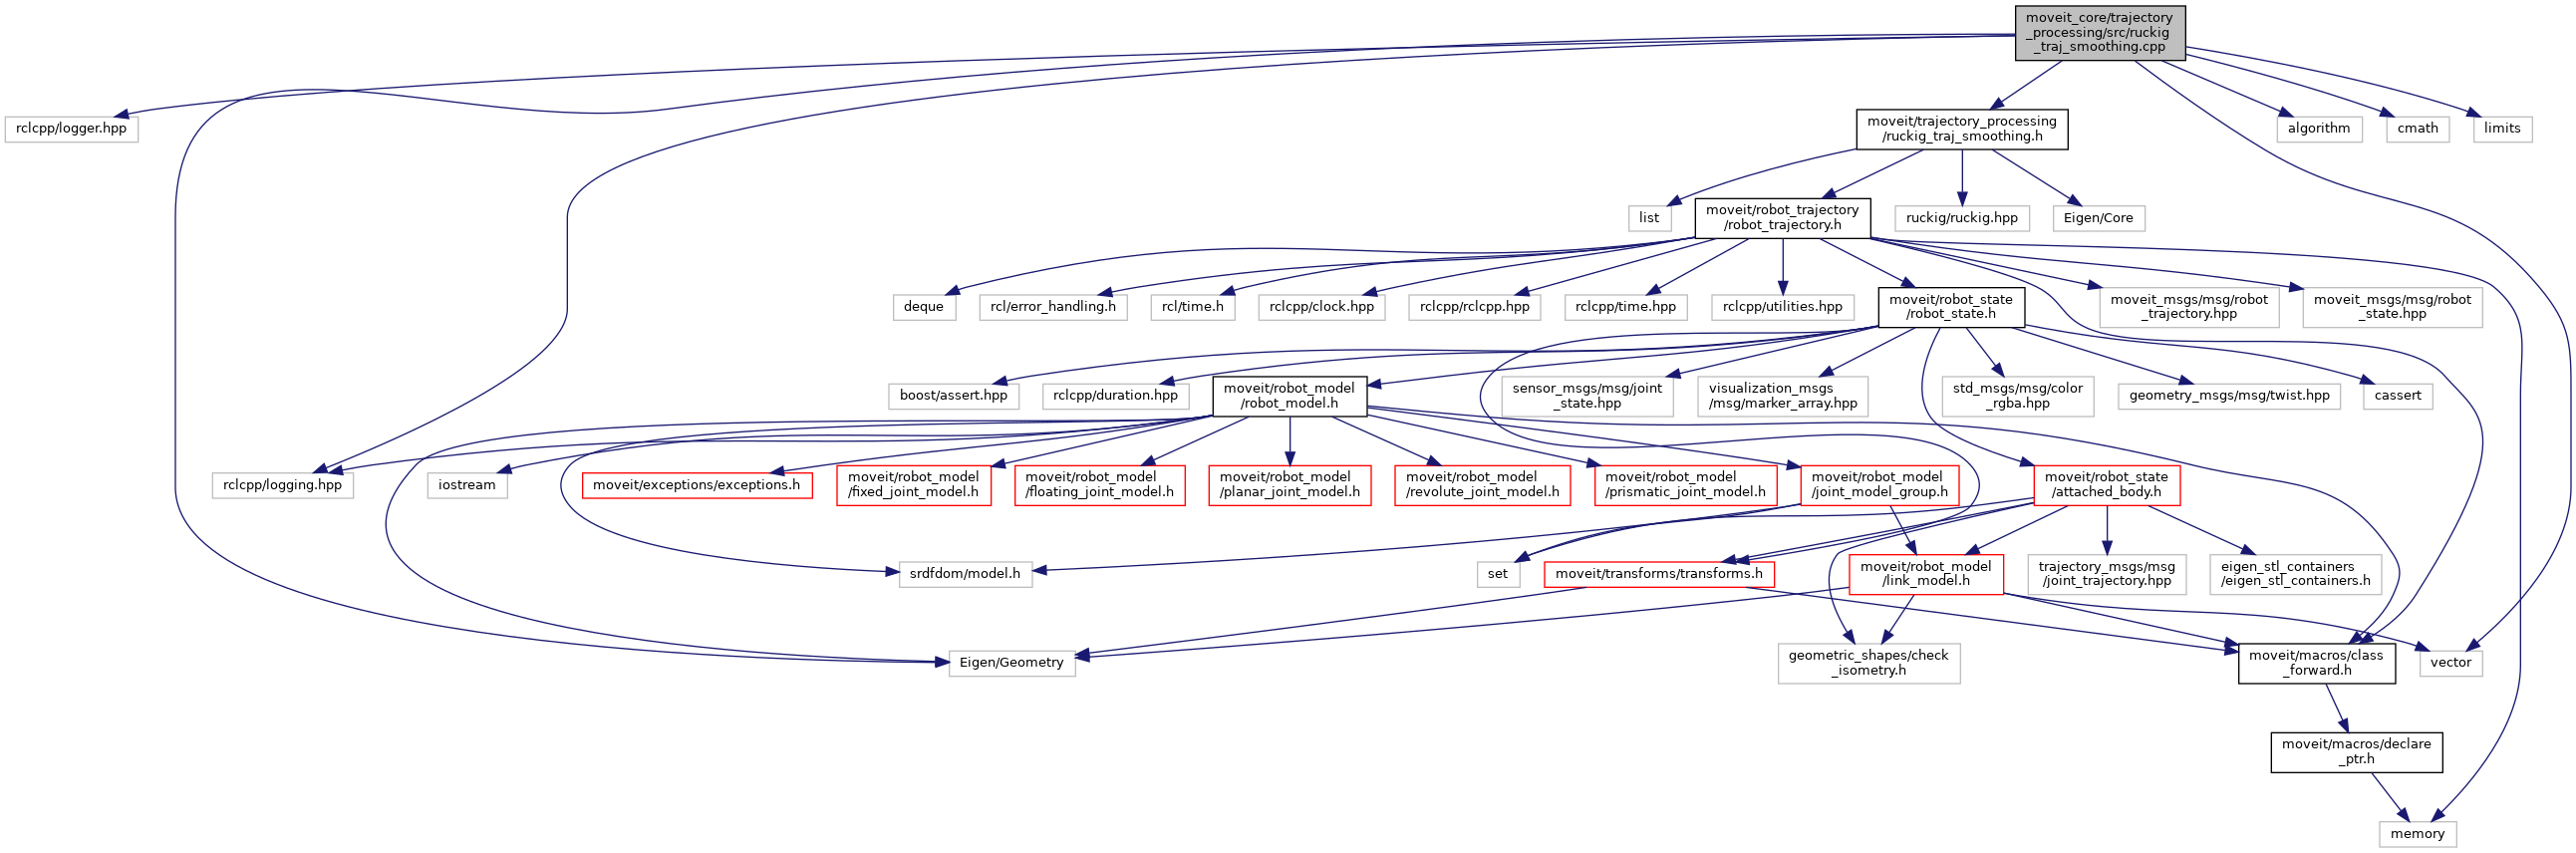 moveit_core/trajectory
_processing/src/ruckig
_traj_smoothing.cpp
rclcpp/logger.hpp
moveit/trajectory_processing
/ruckig_traj_smoothing.h
algorithm
cmath
limits
list
moveit/robot_trajectory
/robot_trajectory.h
ruckig/ruckig.hpp
Eigen/Core
deque
rcl/error_handling.h
rcl/time.h
rclcpp/clock.hpp
rclcpp/rclcpp.hpp
rclcpp/time.hpp
rclcpp/utilities.hpp
moveit/robot_state
/robot_state.h
moveit_msgs/msg/robot
_trajectory.hpp
moveit_msgs/msg/robot
_state.hpp
boost/assert.hpp
rclcpp/duration.hpp
moveit/robot_model
/robot_model.h
sensor_msgs/msg/joint
_state.hpp
visualization_msgs
/msg/marker_array.hpp
std_msgs/msg/color
_rgba.hpp
geometry_msgs/msg/twist.hpp
cassert
rclcpp/logging.hpp
iostream
moveit/exceptions/exceptions.h
moveit/robot_model
/fixed_joint_model.h
moveit/robot_model
/floating_joint_model.h
moveit/robot_model
/planar_joint_model.h
moveit/robot_model
/revolute_joint_model.h
moveit/robot_model
/prismatic_joint_model.h
moveit/robot_model
/joint_model_group.h
moveit/robot_state
/attached_body.h
srdfdom/model.h
set
moveit/transforms/transforms.h
moveit/robot_model
/link_model.h
trajectory_msgs/msg
/joint_trajectory.hpp
eigen_stl_containers
/eigen_stl_containers.h
Eigen/Geometry
geometric_shapes/check
_isometry.h
moveit/macros/class
_forward.h
vector
moveit/macros/declare
_ptr.h
memory